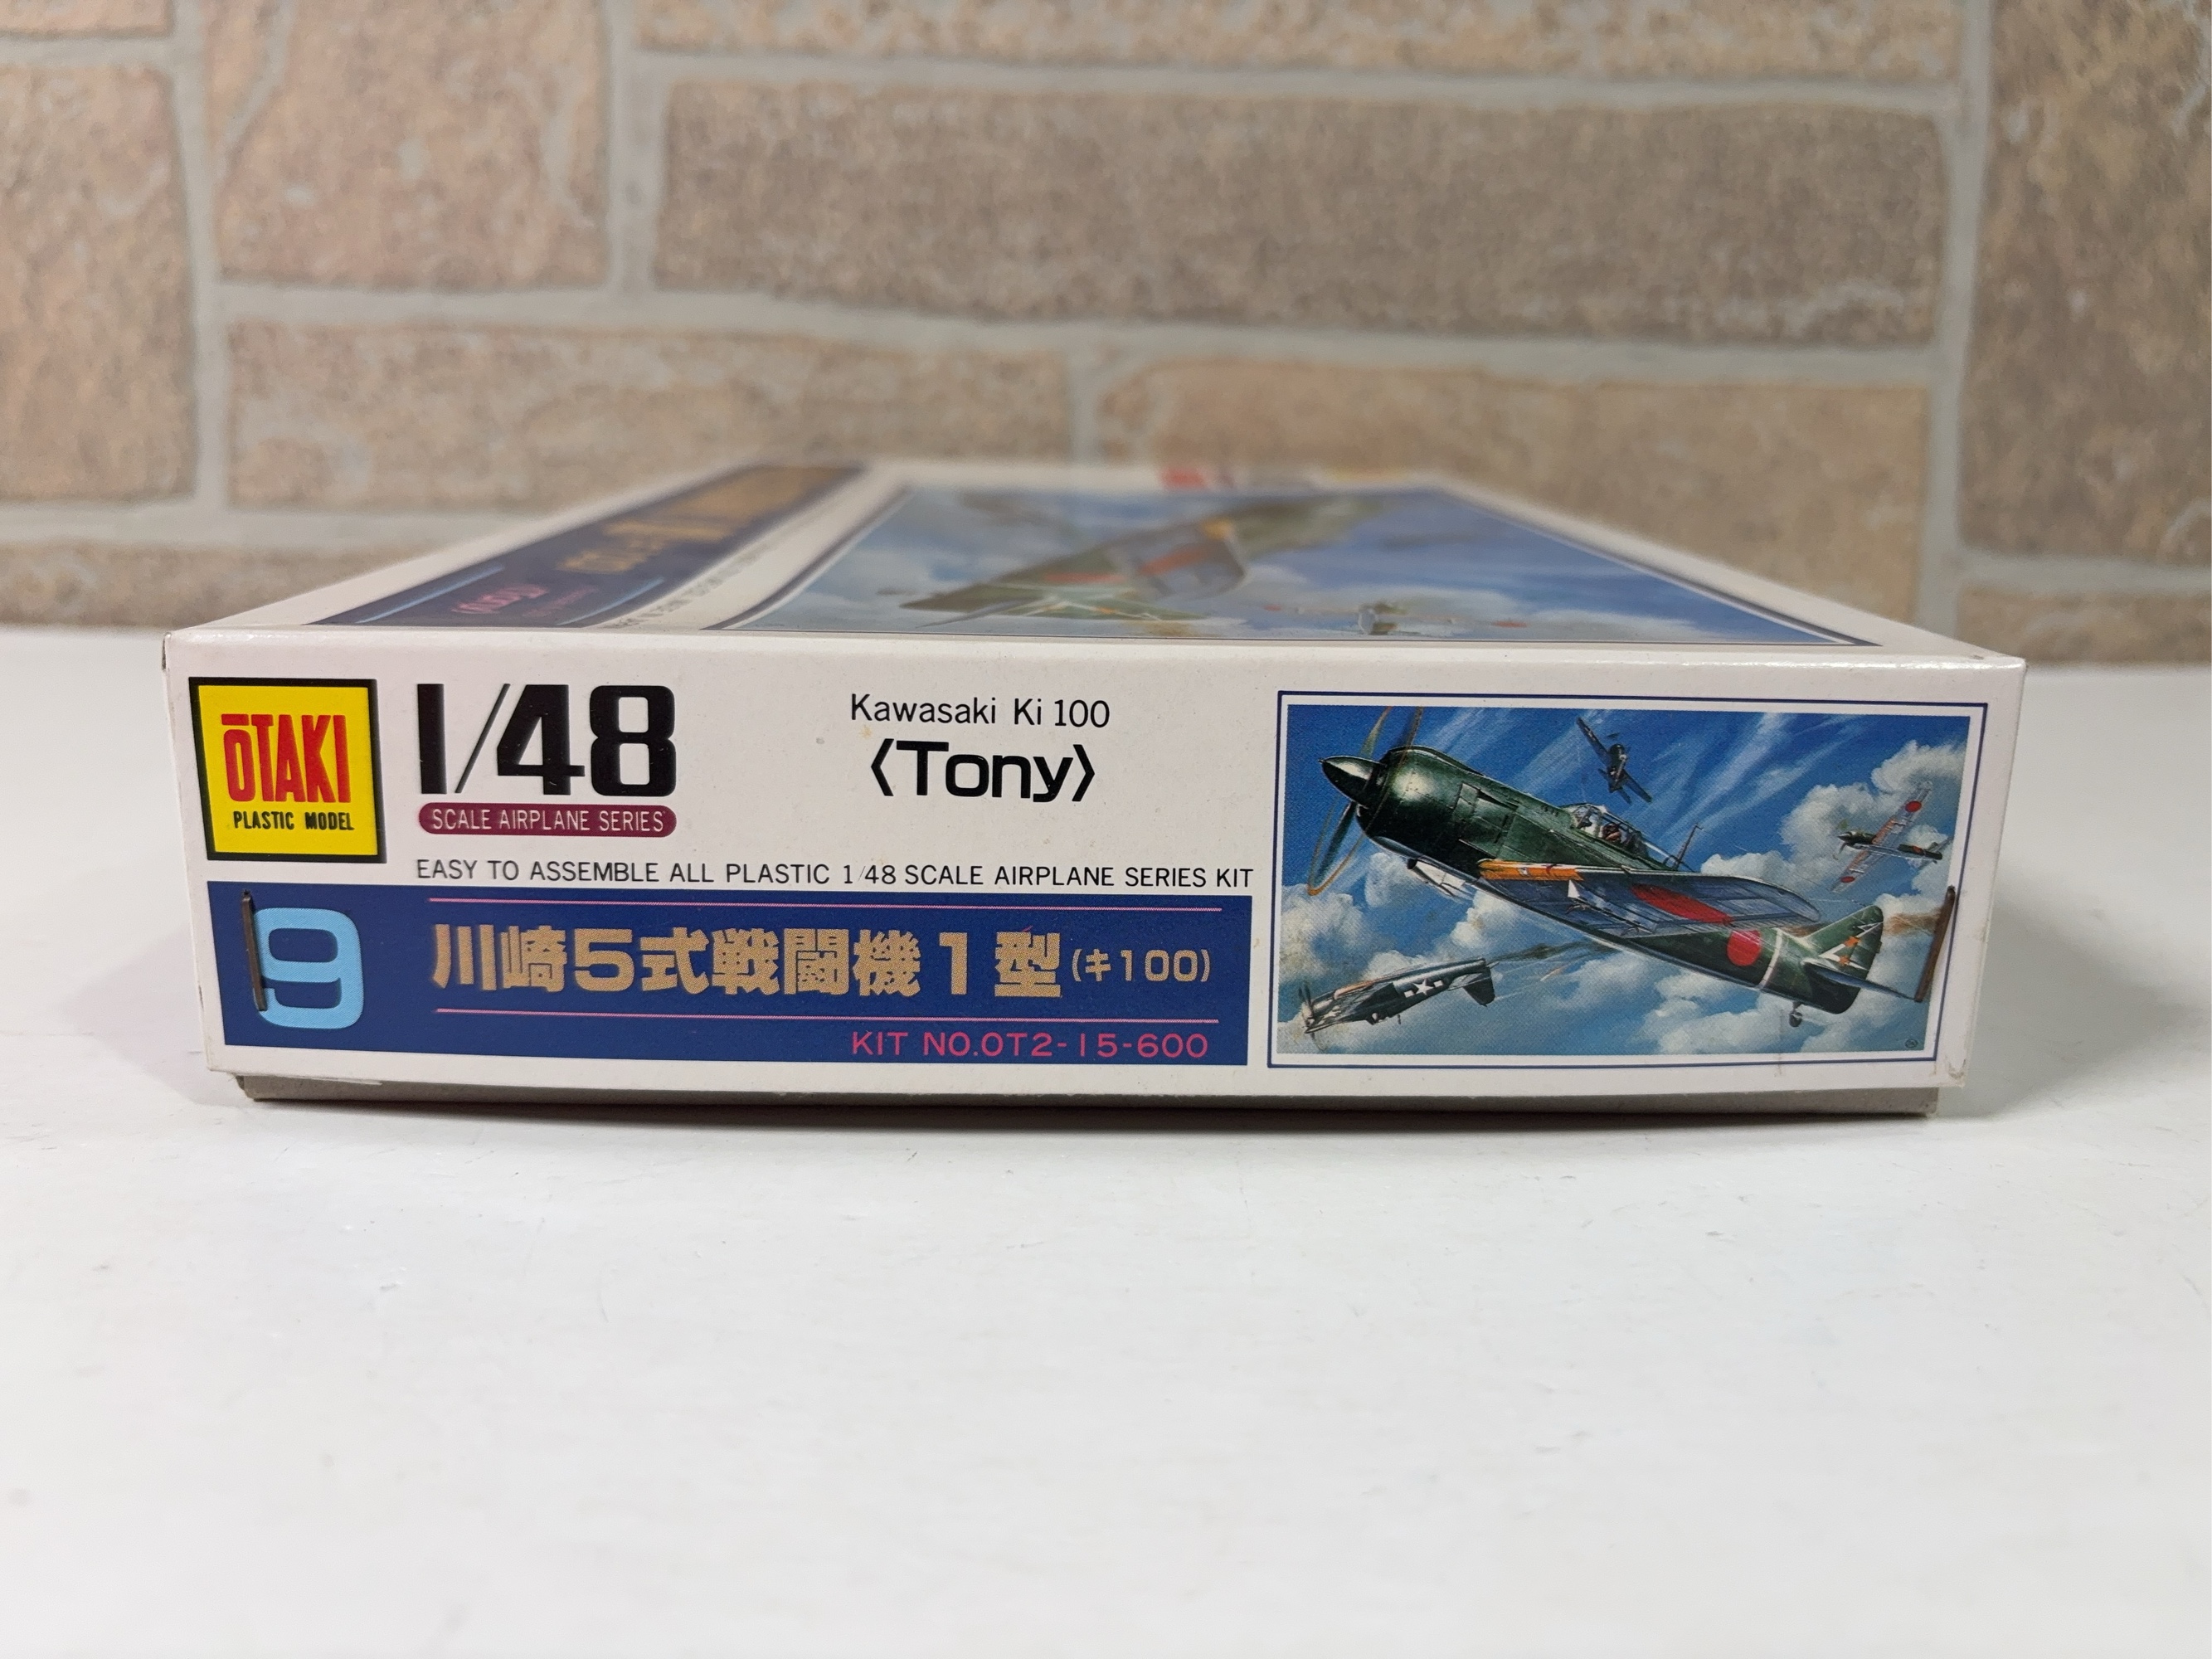 ŌTAKI
PLASTIC MODEL
1/48
SCALE AIRPLANE SERIES
Kawasaki Ki 100
〈Tony〉
EASY TO ASSEMBLE ALL PLASTIC 1/48 SCALE AIRPLANE SERIES KIT
9
川崎5式戦闘機1型(キ100)
KIT NO.OT2-15-600